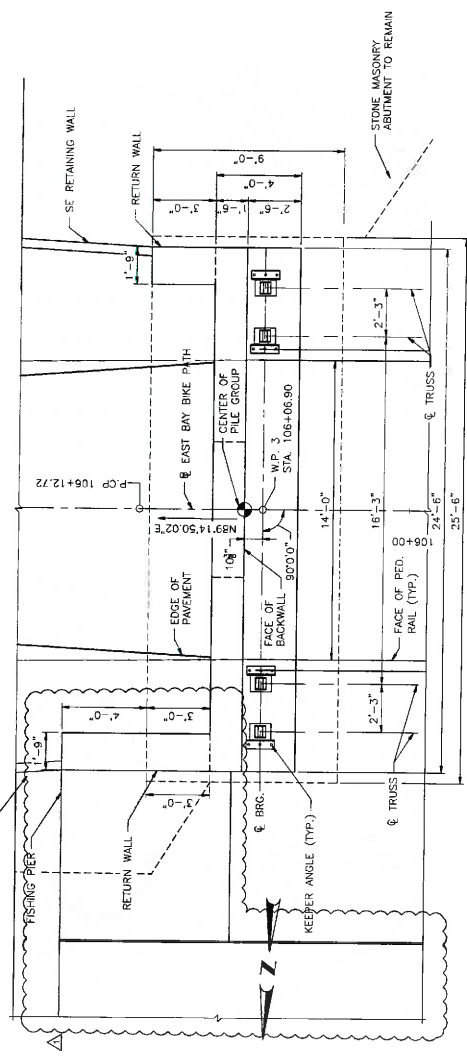 SE RETAINING WALL
RETURN WALL
STONE MASONRY
ABUTMENT TO REMAIN
9'-0"
4'-0"
3'-0"
1'-6"
2'-6"
1'-9"
2'-3"
℄ TRUSS
P.CP 106+12.72
℄ EAST BAY BIKE PATH
CENTER OF
PILE GROUP
W.P. 3
STA. 106+06.90
N89°14'50.02"E
90°0'0"
FACE OF
BACKWALL
EDGE OF
PAVEMENT
14'-0"
16'-3"
24'-6"
25'-6"
106+00
FACE OF PED.
RAIL (TYP.)
1'-9"
4'-0"
3'-0"
3'-0"
FISHING PIER
RETURN WALL
℄ BRG.
KEEPER ANGLE (TYP.)
2'-3"
℄ TRUSS
N
1